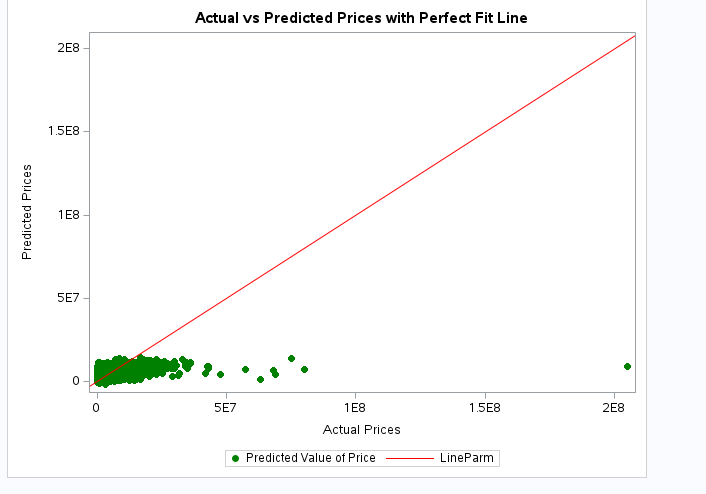 Actual vs Predicted Prices with Perfect Fit Line
2E8
1.5E8
1E8
5E7
0
Predicted Prices
0 5E7 1E8 1.5E8 2E8
Actual Prices
Predicted Value of Price LineParm